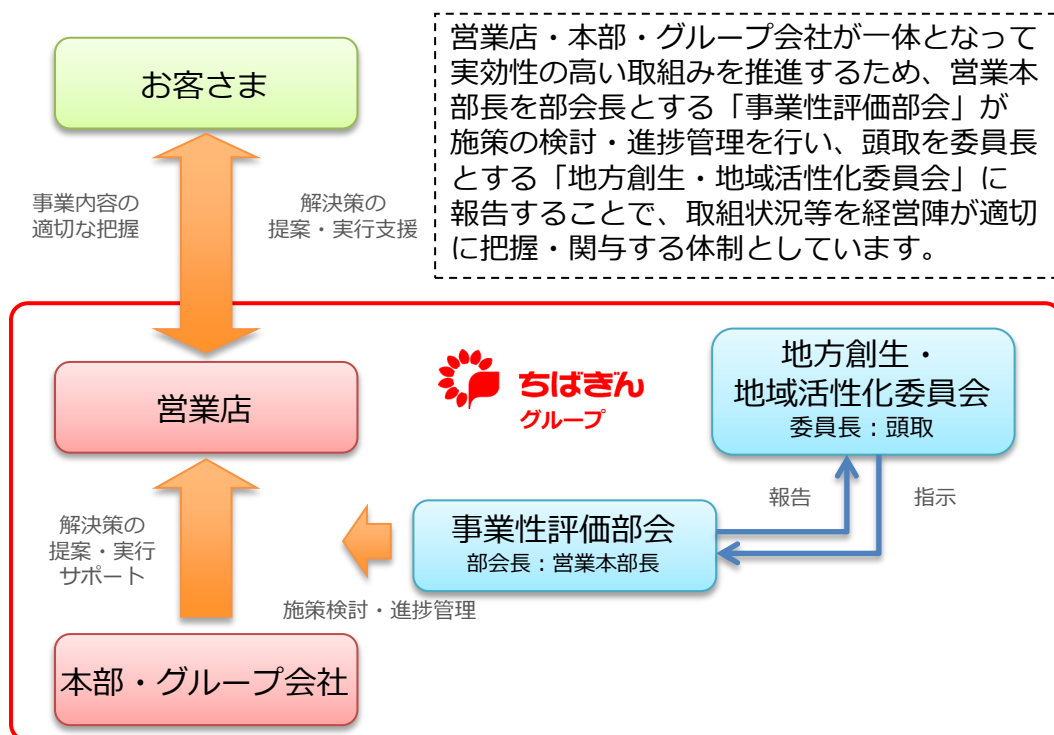 お客さま
営業店・本部・グループ会社が一体となって
実効性の高い取組みを推進するため、営業本
部長を部会長とする「事業性評価部会」が
施策の検討・進捗管理を行い、頭取を委員長
とする「地方創生・地域活性化委員会」に
報告することで、取組状況等を経営陣が適切
に把握・関与する体制としています。
事業内容の
適切な把握
解決策の
提案・実行支援
営業店
ちばぎん
グループ
地方創生・
地域活性化委員会
委員長：頭取
報告
指示
解決策の
提案・実行
サポート
事業性評価部会
部会長：営業本部長
施策検討・進捗管理
本部・グループ会社